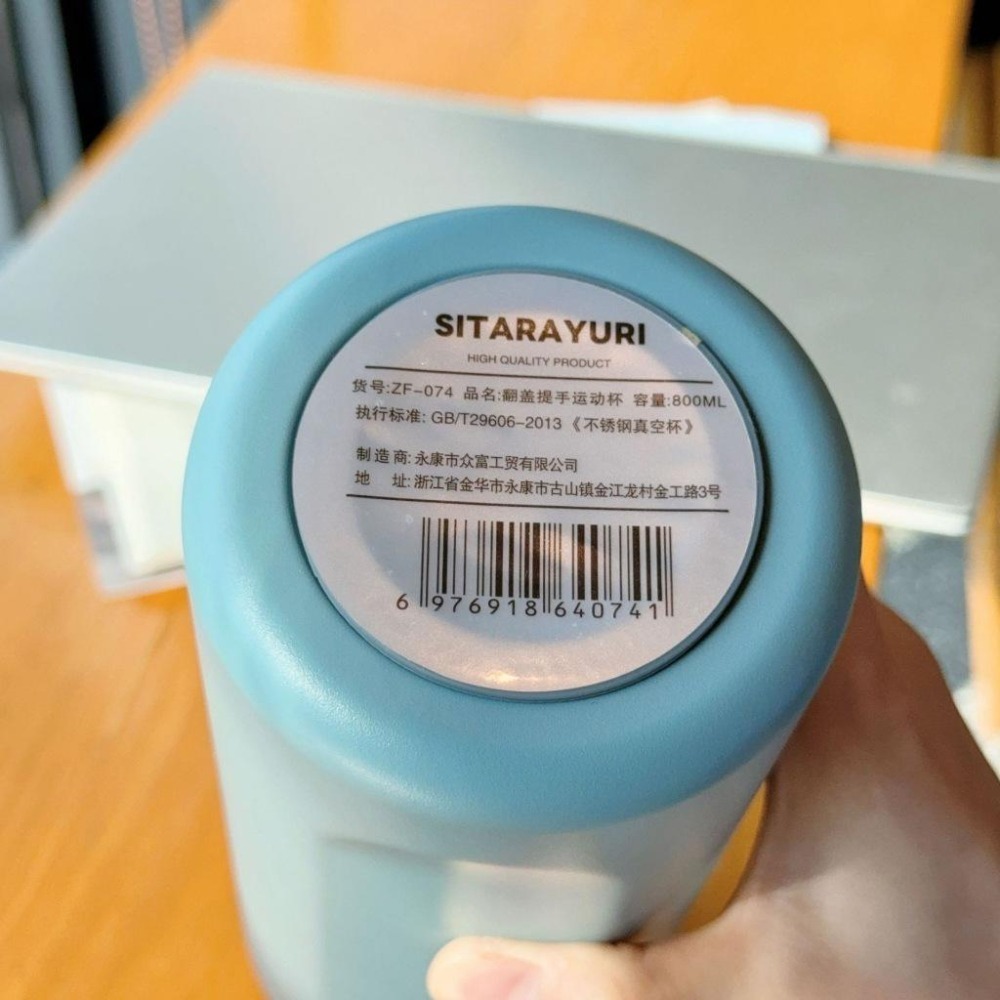 SITARAYURI
HIGH QUALITY PRODUCT
货号:ZF-074 品名:翻盖提手运动杯 容量:800ML
执行标准: GB/T29606-2013《不锈钢真空杯》
制造商: 永康市众富工贸有限公司
地 址: 浙江省金华市永康市古山镇金江龙村金工路3号
6 976918 640741